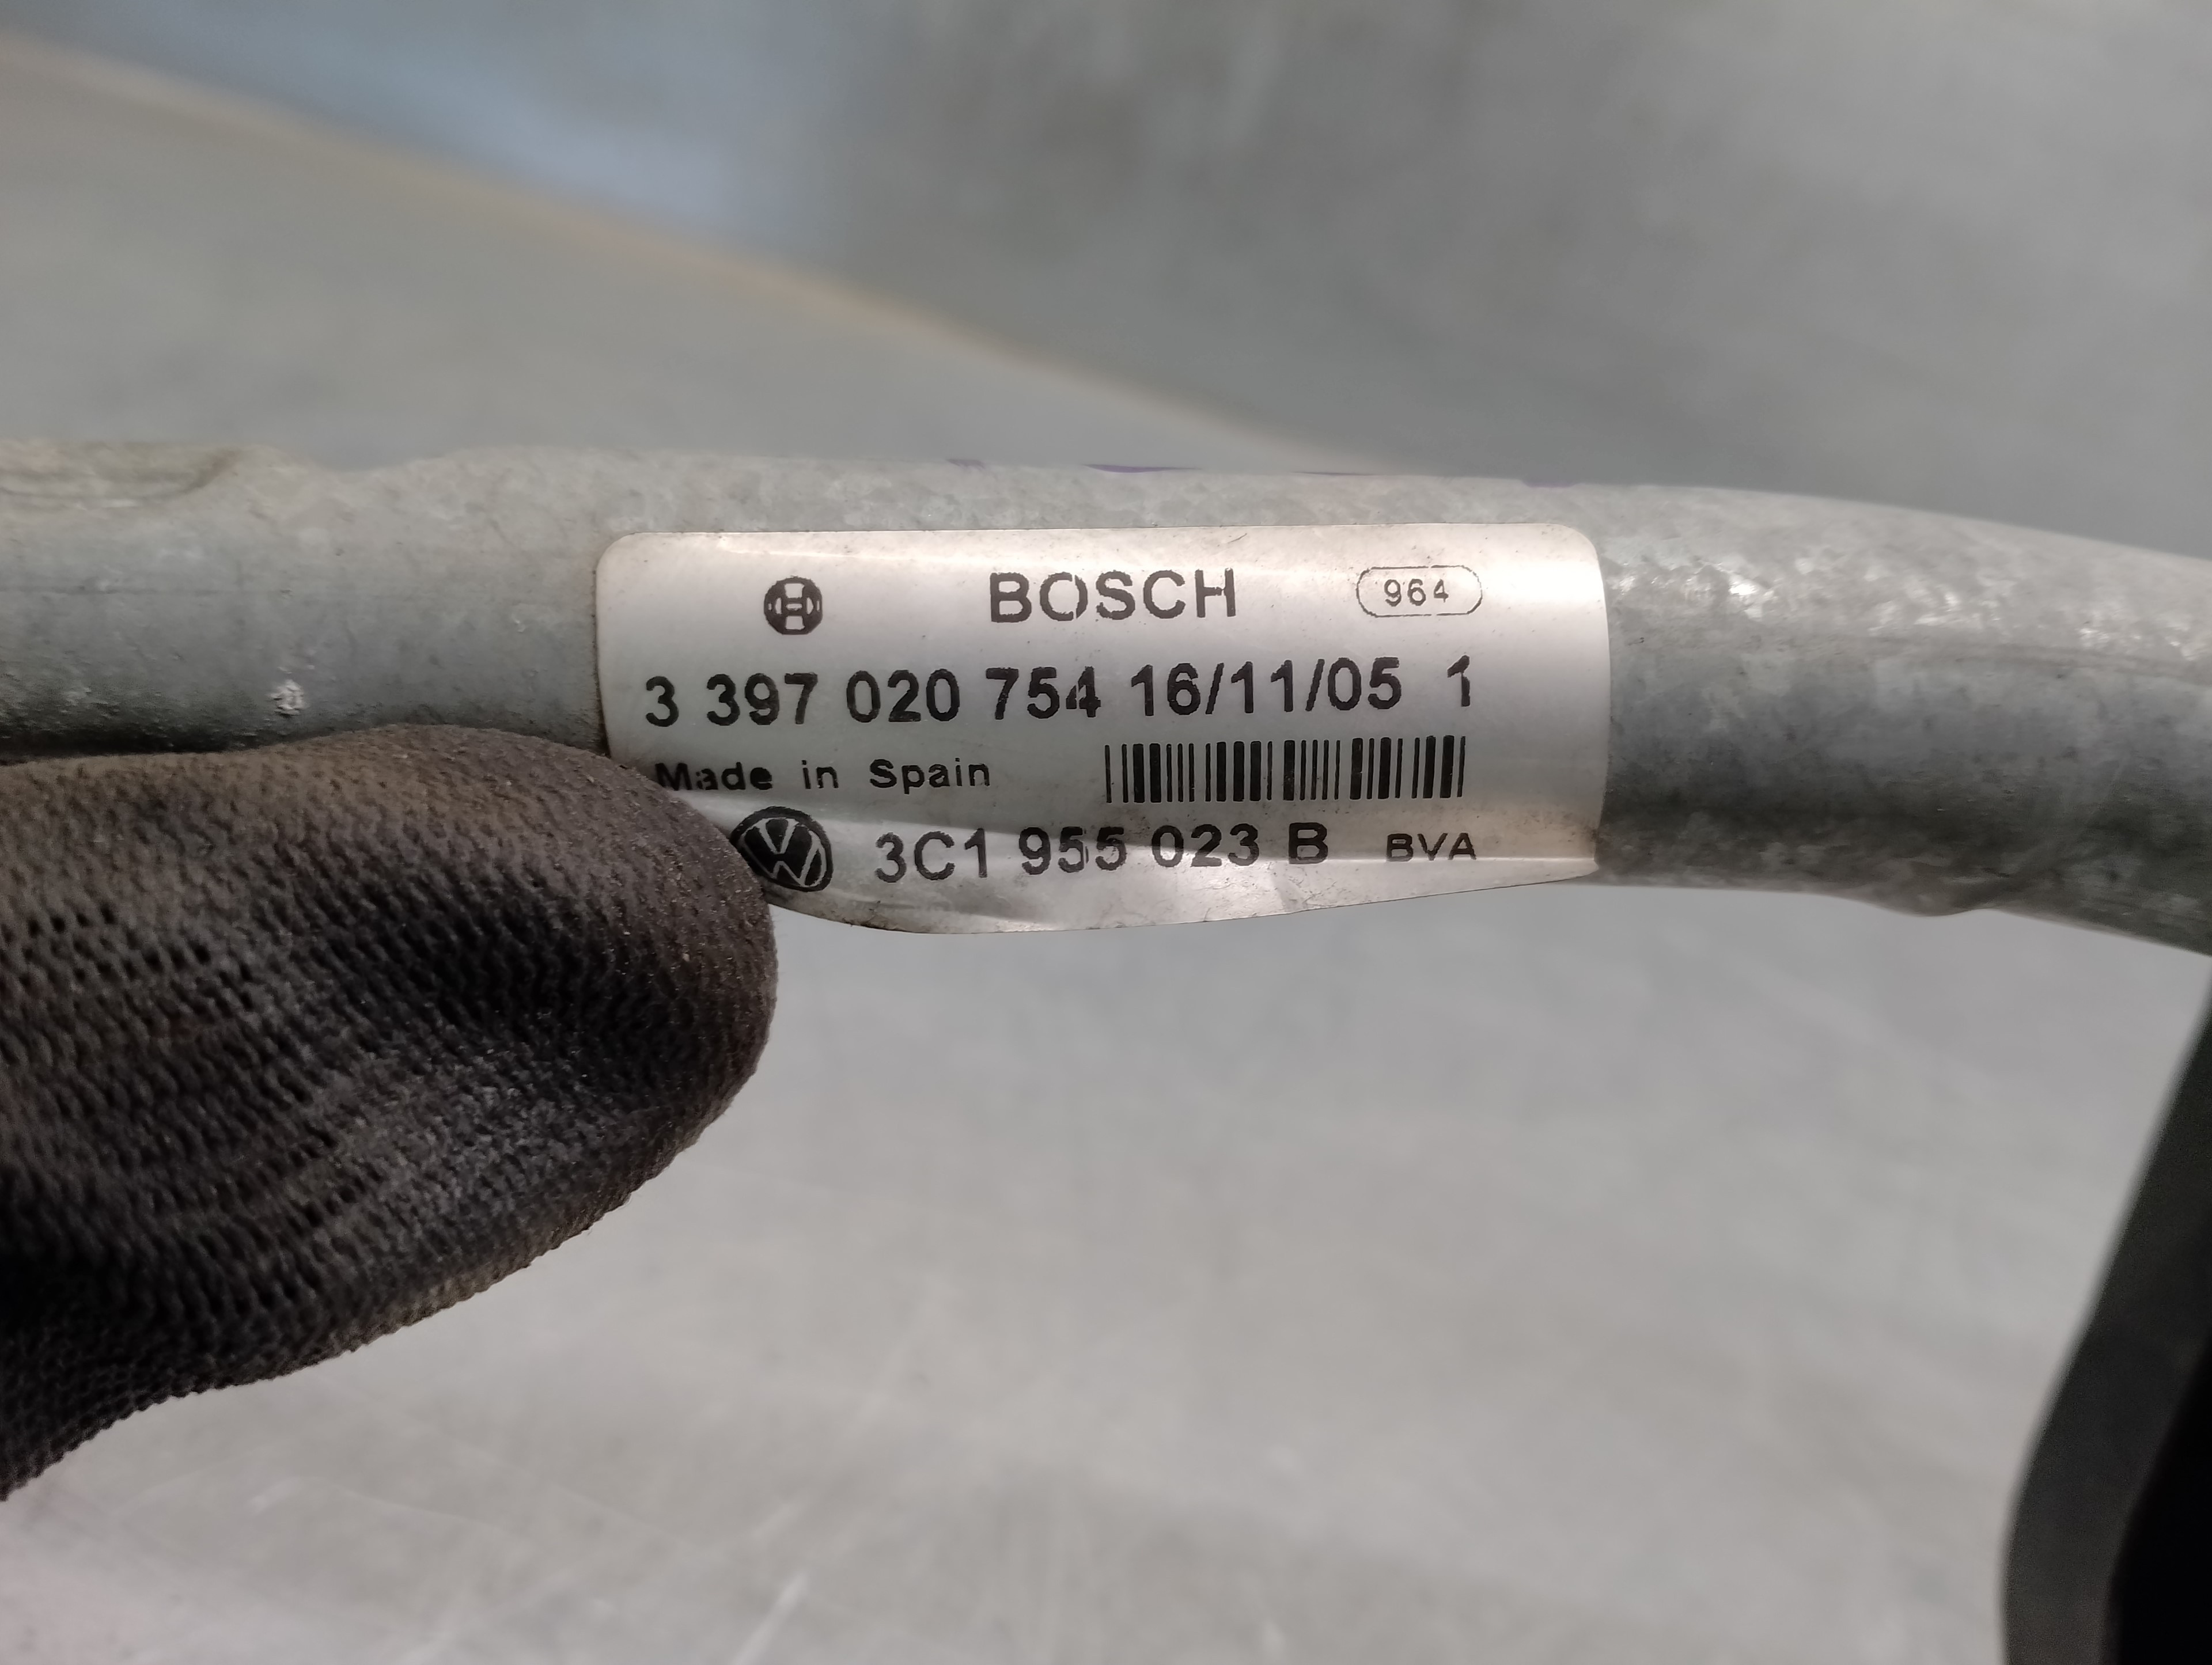 BOSCH 964
3 397 020 754 16/11/05 1
Made in Spain
3C1 955 023 B BVA